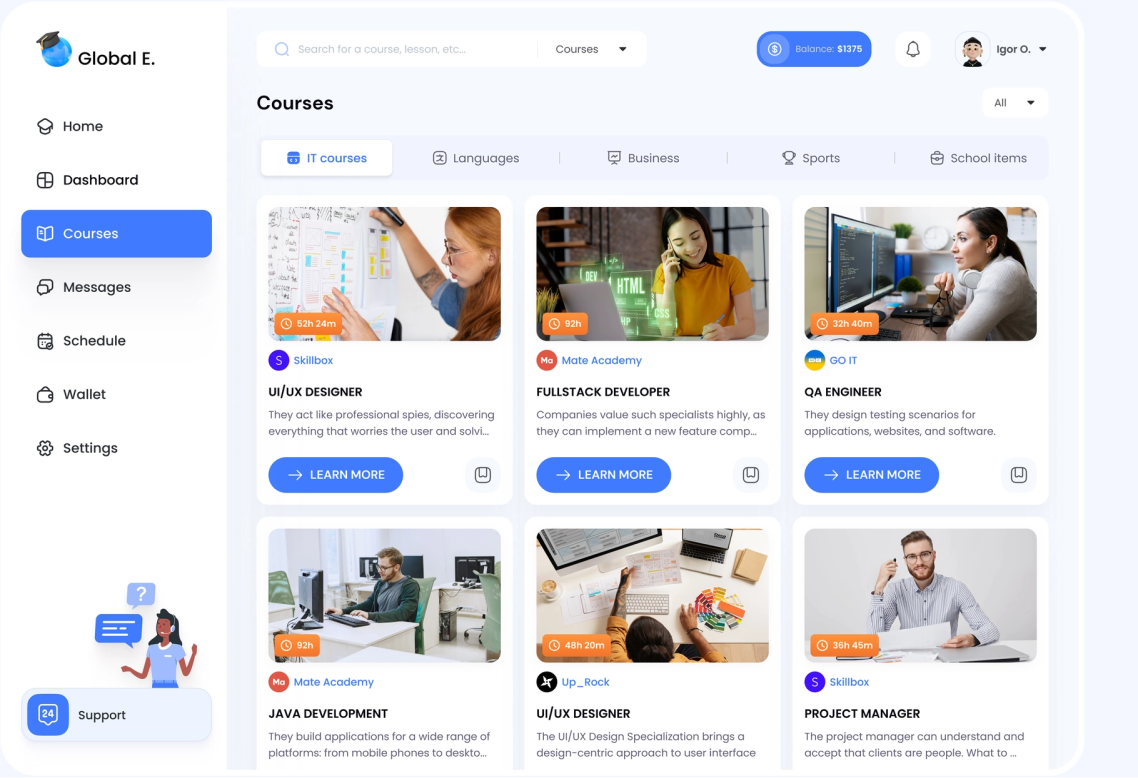 Global E.
Home
Dashboard
Courses
Messages
Schedule
Wallet
Settings
?
24
Support
Search for a course, lesson, etc...
Courses
$
Balance: $1375
Igor O.
Courses
All
IT courses
Languages
Business
Sports
School items
52h 24m
S Skillbox
UI/UX DESIGNER
They act like professional spies, discovering
everything that worries the user and solvi...
LEARN MORE
DEV
HTML
CSS
92h
Ma Mate Academy
FULLSTACK DEVELOPER
Companies value such specialists highly, as
they can implement a new feature comp...
LEARN MORE
32h 40m
GO IT
QA ENGINEER
They design testing scenarios for
applications, websites, and software.
LEARN MORE
92h
Ma Mate Academy
JAVA DEVELOPMENT
They build applications for a wide range of
platforms: from mobile phones to deskto...
48h 20m
Up_Rock
UI/UX DESIGNER
The UI/UX Design Specialization brings a
design-centric approach to user interface
36h 45m
S Skillbox
PROJECT MANAGER
The project manager can understand and
accept that clients are people. What to ...